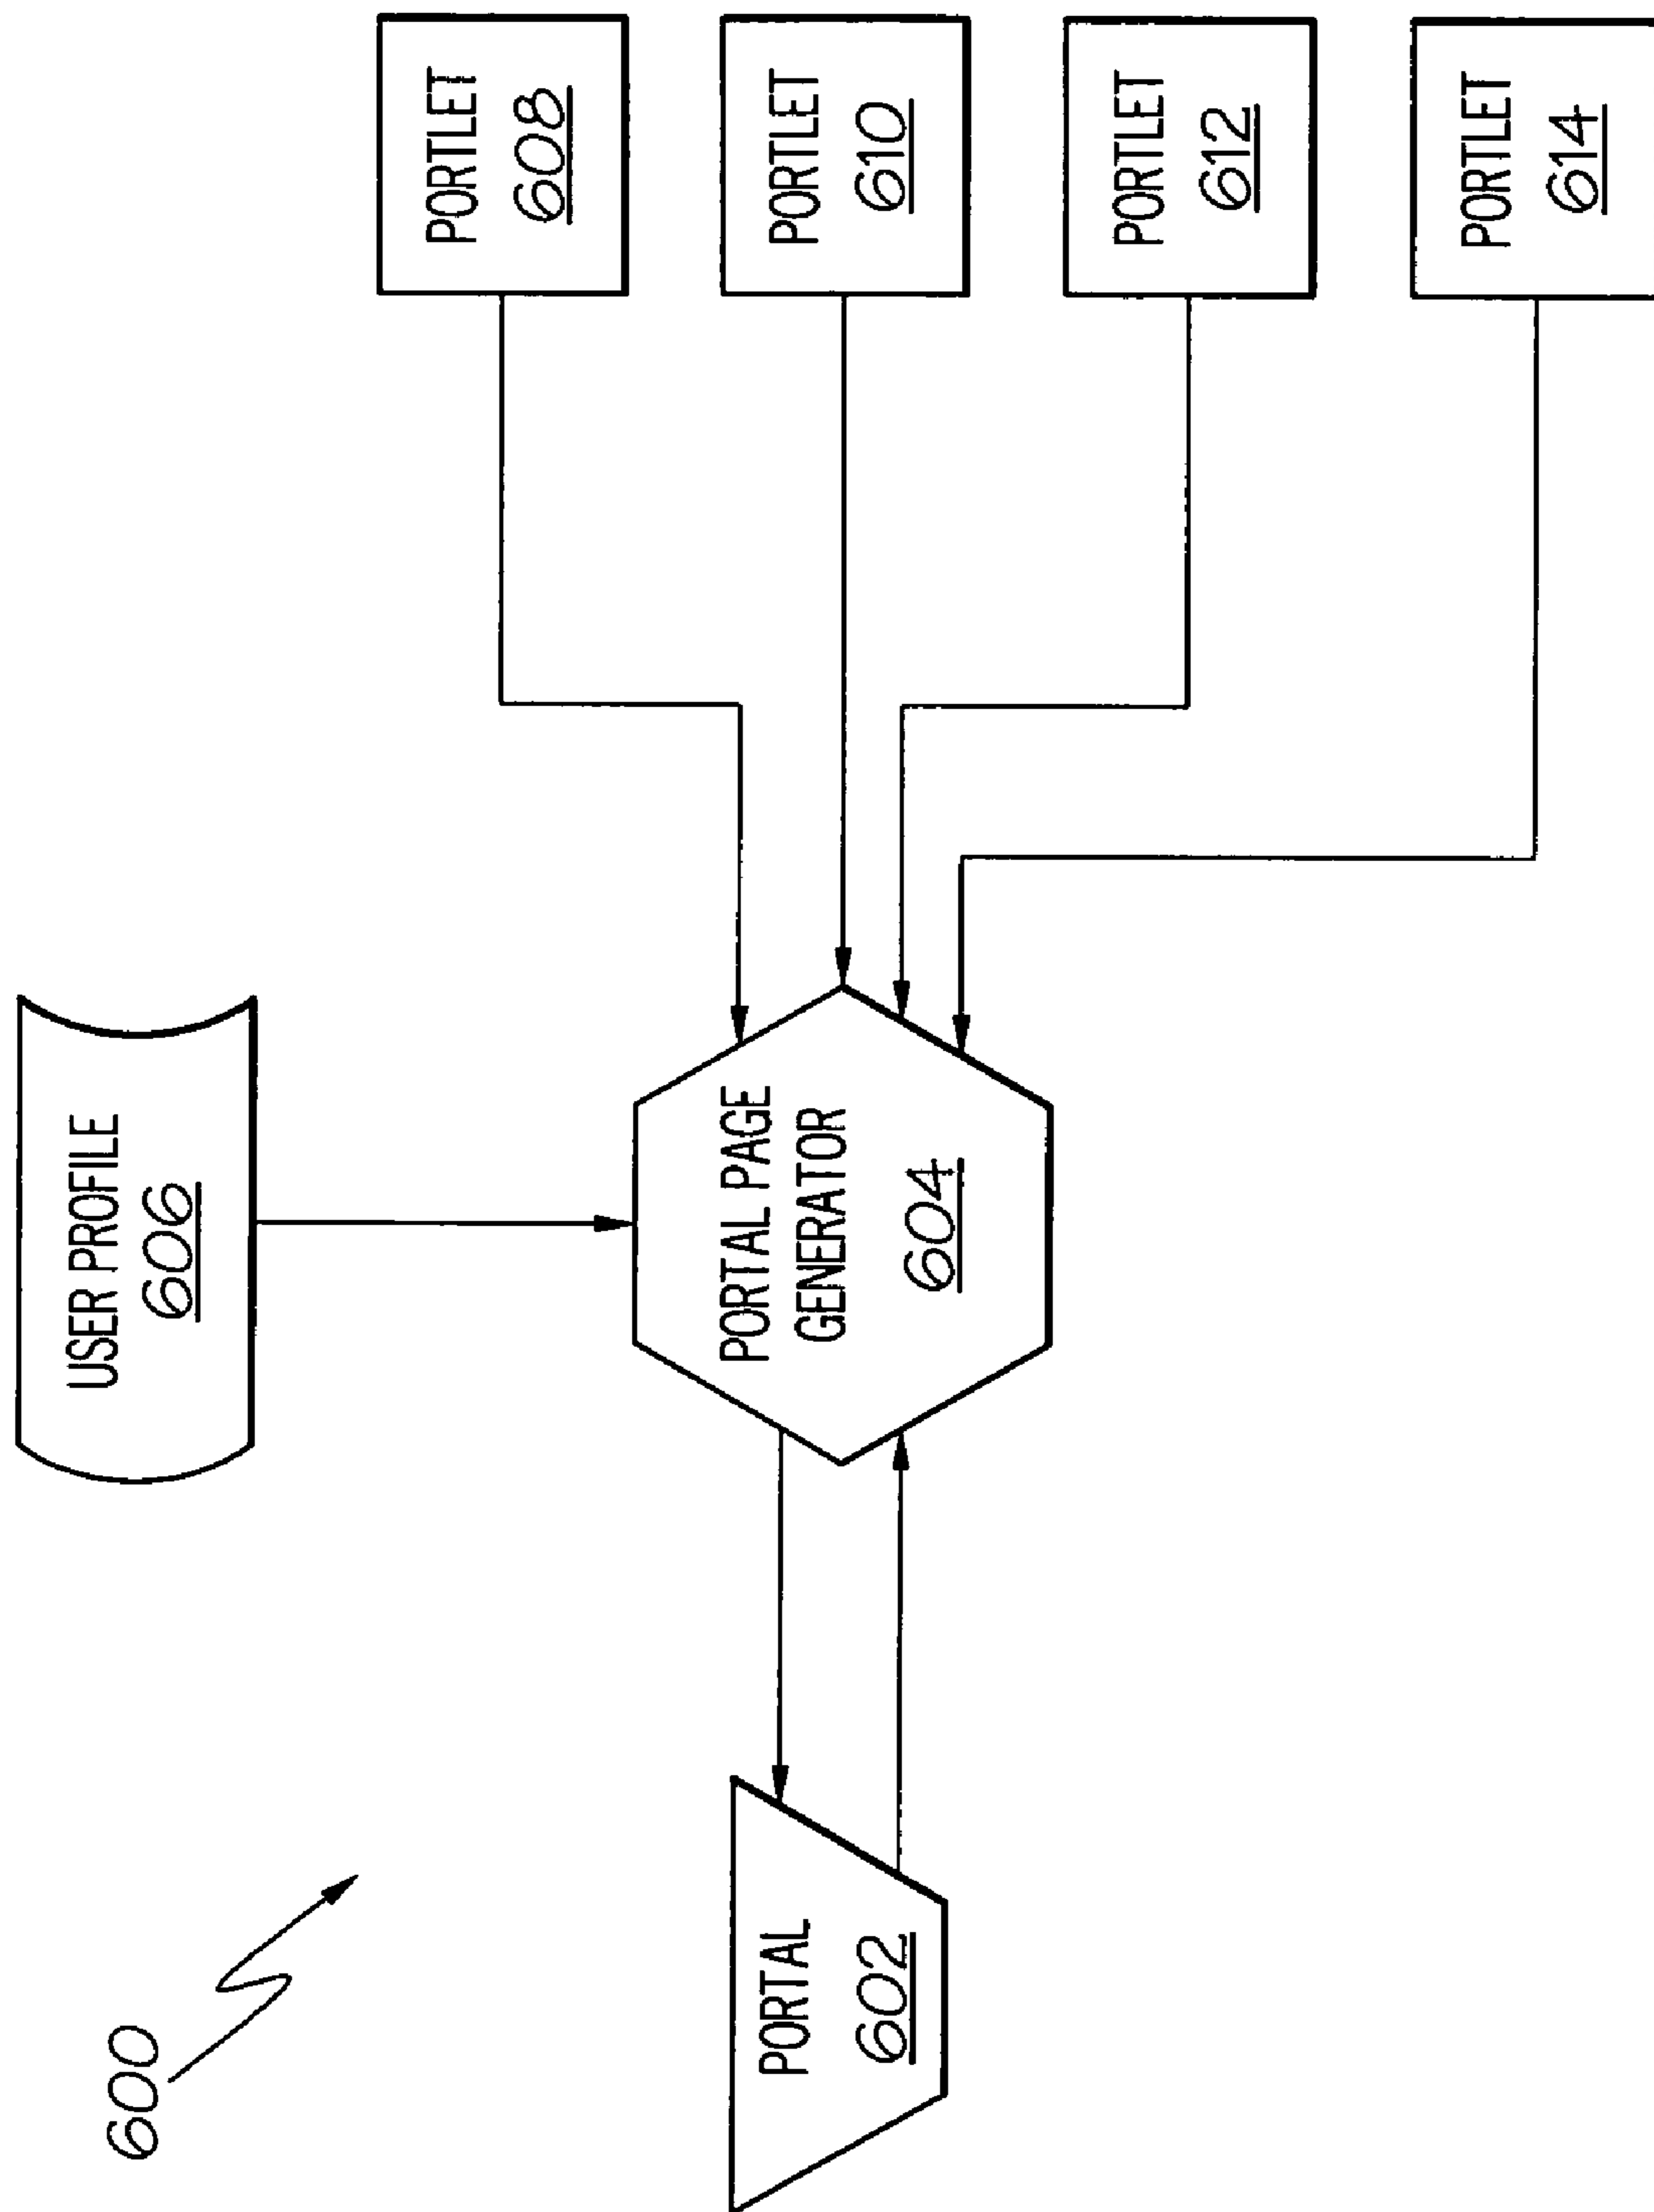 600
USER PROFILE
606
PORTAL
602
PORTAL PAGE
GENERATOR
604
PORTLET
608
PORTLET
610
PORTLET
612
PORTLET
614